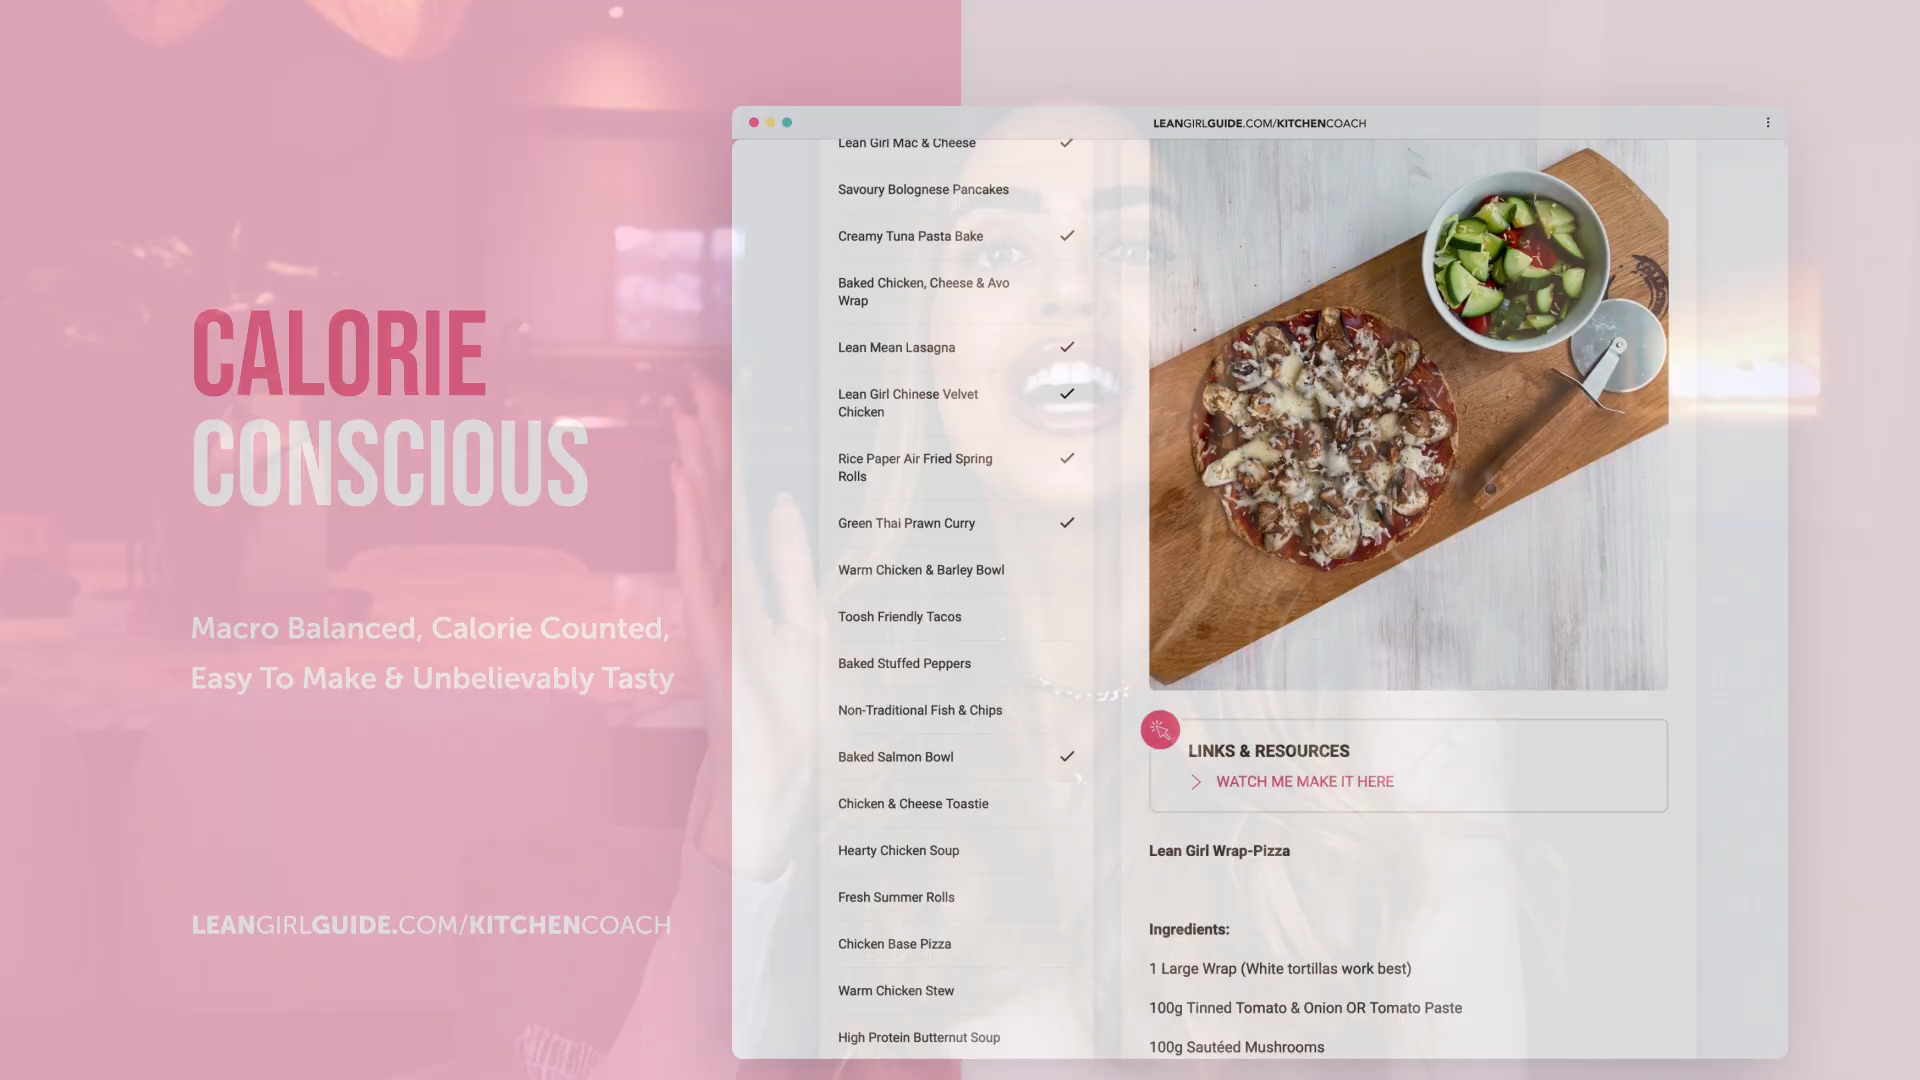 LEANGIRLGUIDE.COM/KITCHENCOACH
CALORIE
CONSCIOUS
Macro Balanced, Calorie Counted,
Easy To Make & Unbelievably Tasty
LEANGIRLGUIDE.COM/KITCHENCOACH
Lean Girl Mac & Cheese
Savoury Bolognese Pancakes
Creamy Tuna Pasta Bake
Baked Chicken, Cheese & Avo
Wrap
Lean Mean Lasagna
Lean Girl Chinese Velvet
Chicken
Rice Paper Air Fried Spring
Rolls
Green Thai Prawn Curry
Warm Chicken & Barley Bowl
Toosh Friendly Tacos
Baked Stuffed Peppers
Non-Traditional Fish & Chips
Baked Salmon Bowl
Chicken & Cheese Toastie
Hearty Chicken Soup
Fresh Summer Rolls
Chicken Base Pizza
Warm Chicken Stew
High Protein Butternut Soup
LINKS & RESOURCES
WATCH ME MAKE IT HERE
Lean Girl Wrap-Pizza
Ingredients:
1 Large Wrap (White tortillas work best)
100g Tinned Tomato & Onion OR Tomato Paste
100g Sautéed Mushrooms